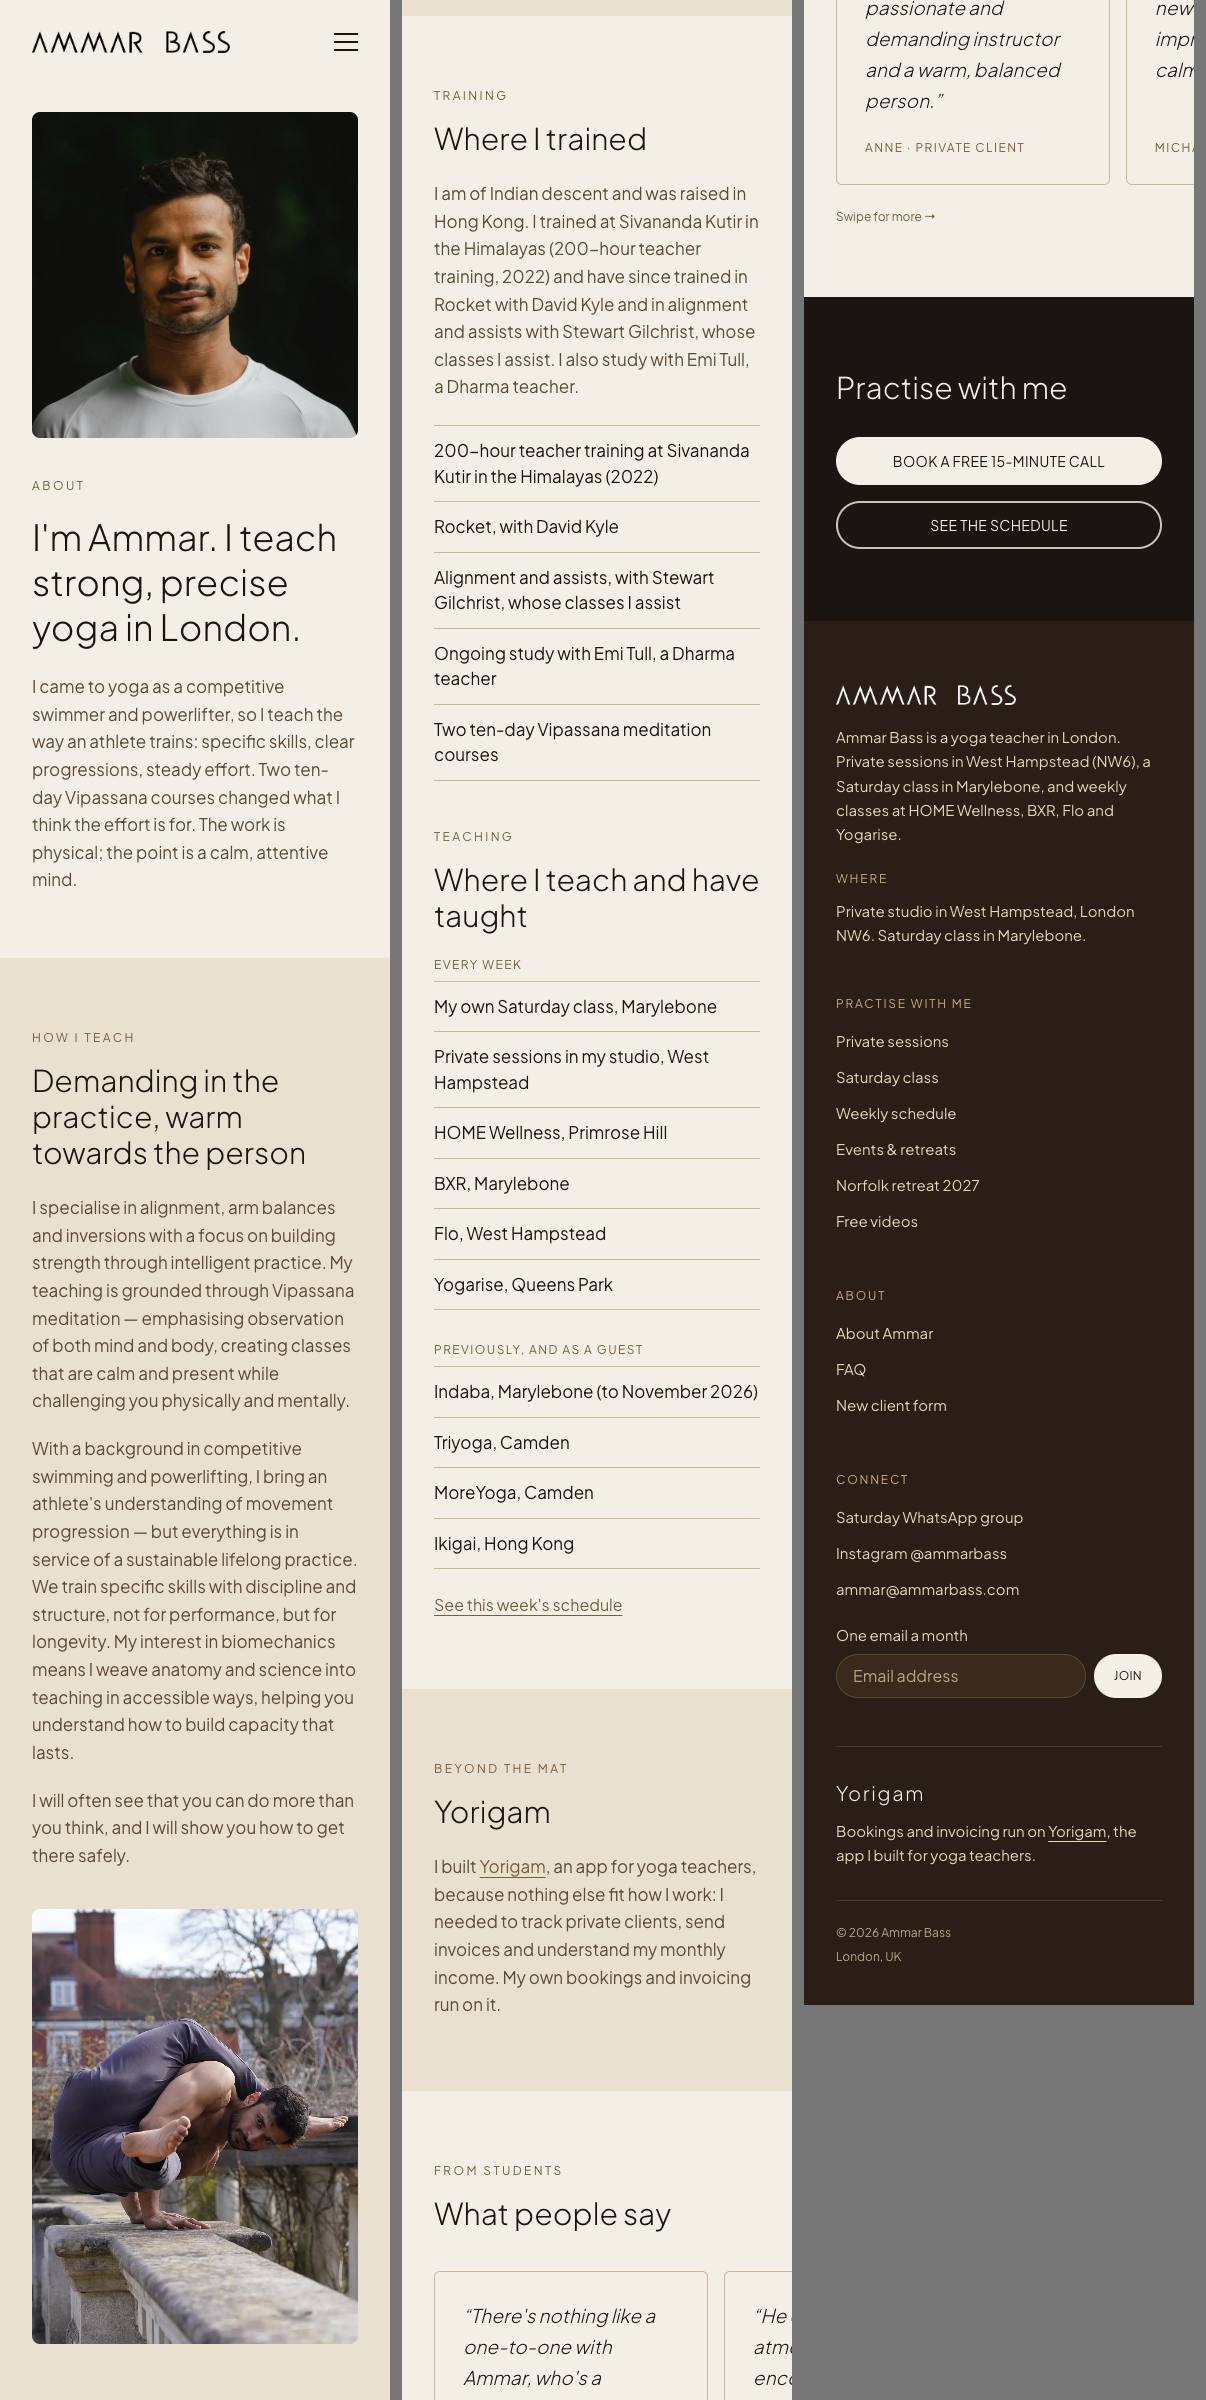 AMMAR BASS
ABOUT
I'm Ammar. I teach
strong, precise
yoga in London.
I came to yoga as a competitive
swimmer and powerlifter, so I teach the
way an athlete trains: specific skills, clear
progressions, steady effort. Two ten-
day Vipassana courses changed what I
think the effort is for. The work is
physical; the point is a calm, attentive
mind.
HOW I TEACH
Demanding in the
practice, warm
towards the person
I specialise in alignment, arm balances
and inversions with a focus on building
strength through intelligent practice. My
teaching is grounded through Vipassana
meditation — emphasising observation
of both mind and body, creating classes
that are calm and present while
challenging you physically and mentally.
With a background in competitive
swimming and powerlifting, I bring an
athlete's understanding of movement
progression — but everything is in
service of a sustainable lifelong practice.
We train specific skills with discipline and
structure, not for performance, but for
longevity. My interest in biomechanics
means I weave anatomy and science into
teaching in accessible ways, helping you
understand how to build capacity that
lasts.
I will often see that you can do more than
you think, and I will show you how to get
there safely.
TRAINING
Where I trained
I am of Indian descent and was raised in
Hong Kong. I trained at Sivananda Kutir in
the Himalayas (200-hour teacher
training, 2022) and have since trained in
Rocket with David Kyle and in alignment
and assists with Stewart Gilchrist, whose
classes I assist. I also study with Emi Tull,
a Dharma teacher.
200-hour teacher training at Sivananda
Kutir in the Himalayas (2022)
Rocket, with David Kyle
Alignment and assists, with Stewart
Gilchrist, whose classes I assist
Ongoing study with Emi Tull, a Dharma
teacher
Two ten-day Vipassana meditation
courses
TEACHING
Where I teach and have
taught
EVERY WEEK
My own Saturday class, Marylebone
Private sessions in my studio, West
Hampstead
HOME Wellness, Primrose Hill
BXR, Marylebone
Flo, West Hampstead
Yogarise, Queens Park
PREVIOUSLY, AND AS A GUEST
Indaba, Marylebone (to November 2026)
Triyoga, Camden
MoreYoga, Camden
Ikigai, Hong Kong
See this week's schedule
BEYOND THE MAT
Yorigam
I built Yorigam, an app for yoga teachers,
because nothing else fit how I work: I
needed to track private clients, send
invoices and understand my monthly
income. My own bookings and invoicing
run on it.
FROM STUDENTS
What people say
“There's nothing like a
one-to-one with
Ammar, who's a
“He
passionate and
demanding instructor
and a warm, balanced
person.”
ANNE · PRIVATE CLIENT
Swipe for more →
Practise with me
BOOK A FREE 15-MINUTE CALL
SEE THE SCHEDULE
AMMAR BASS
Ammar Bass is a yoga teacher in London.
Private sessions in West Hampstead (NW6), a
Saturday class in Marylebone, and weekly
classes at HOME Wellness, BXR, Flo and
Yogarise.
WHERE
Private studio in West Hampstead, London
NW6. Saturday class in Marylebone.
PRACTISE WITH ME
Private sessions
Saturday class
Weekly schedule
Events & retreats
Norfolk retreat 2027
Free videos
ABOUT
About Ammar
FAQ
New client form
CONNECT
Saturday WhatsApp group
Instagram @ammarbass
ammar@ammarbass.com
One email a month
Email address
JOIN
Yorigam
Bookings and invoicing run on Yorigam, the
app I built for yoga teachers.
© 2026 Ammar Bass
London, UK